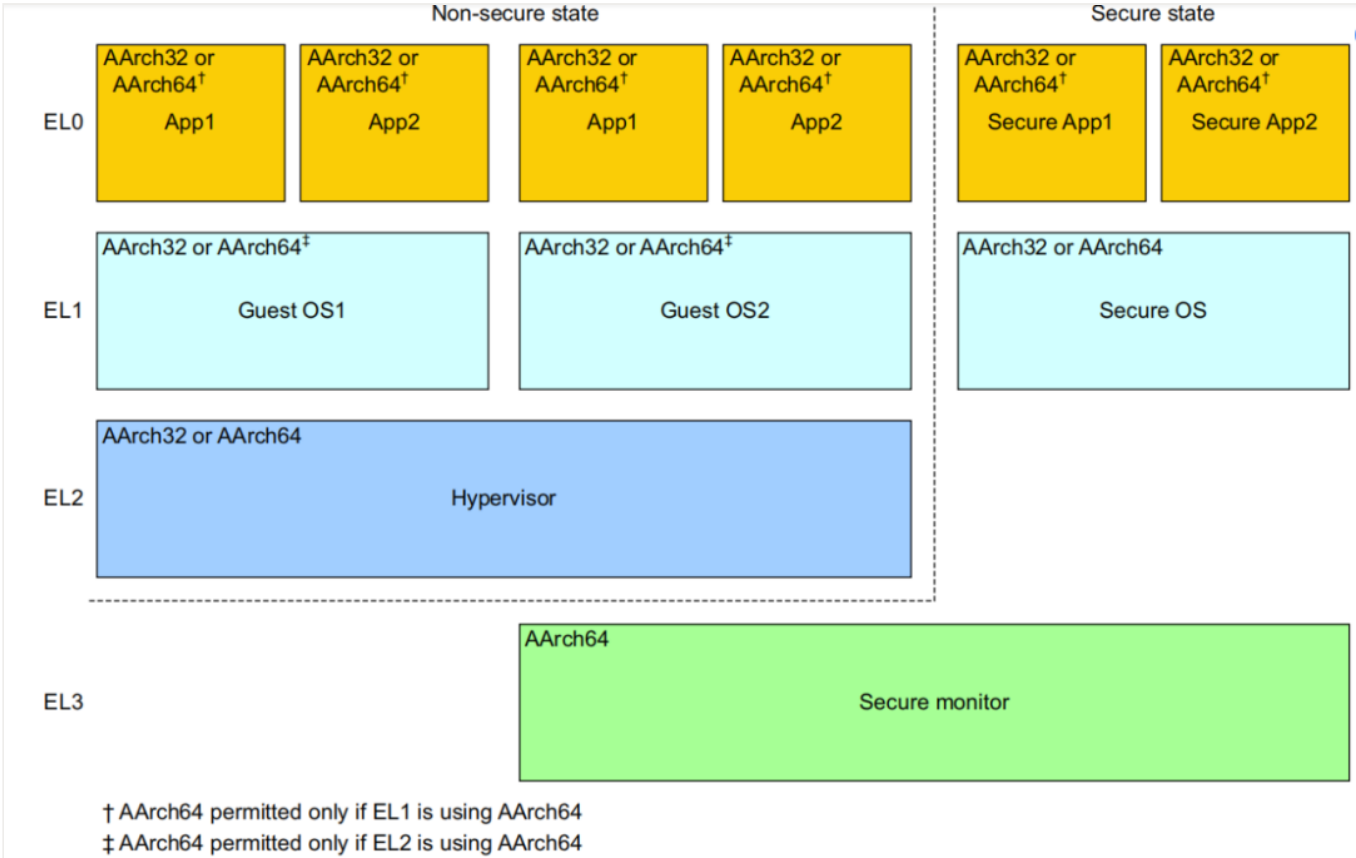 Non-secure state
Secure state
AArch32 or
AArch64†
App1
AArch32 or
AArch64†
App2
AArch32 or
AArch64†
App1
AArch32 or
AArch64†
App2
AArch32 or
AArch64†
Secure App1
AArch32 or
AArch64†
Secure App2
EL0
AArch32 or AArch64‡
Guest OS1
AArch32 or AArch64‡
Guest OS2
AArch32 or AArch64
Secure OS
EL1
AArch32 or AArch64
Hypervisor
EL2
AArch64
Secure monitor
EL3
† AArch64 permitted only if EL1 is using AArch64
‡ AArch64 permitted only if EL2 is using AArch64